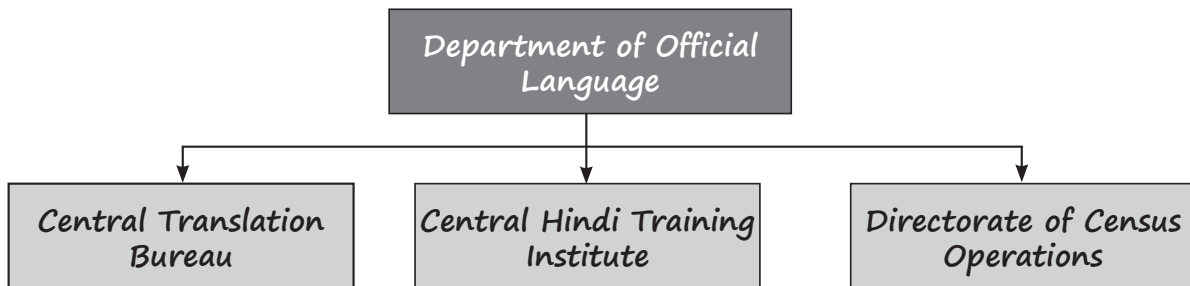 Department of Official
Language
Central Translation
Bureau
Central Hindi Training
Institute
Directorate of Census
Operations